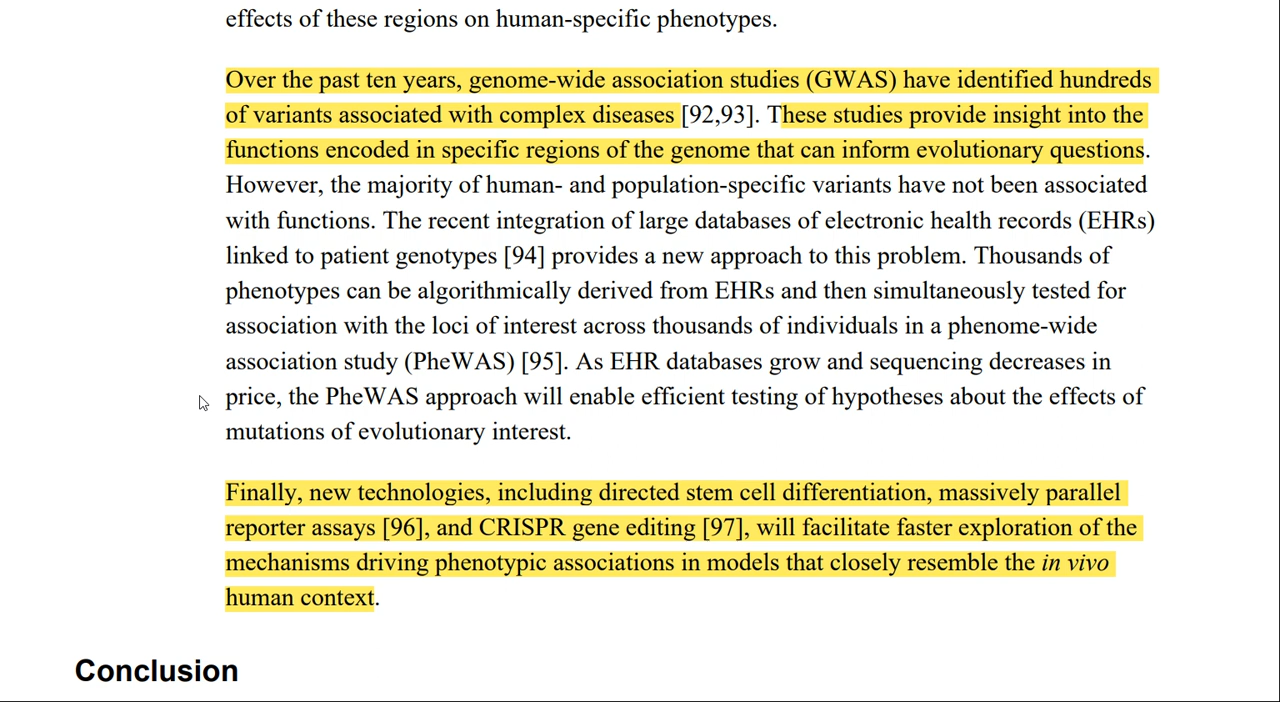 effects of these regions on human-specific phenotypes.
Over the past ten years, genome-wide association studies (GWAS) have identified hundreds
of variants associated with complex diseases [92,93]. These studies provide insight into the
functions encoded in specific regions of the genome that can inform evolutionary questions.
However, the majority of human- and population-specific variants have not been associated
with functions. The recent integration of large databases of electronic health records (EHRs)
linked to patient genotypes [94] provides a new approach to this problem. Thousands of
phenotypes can be algorithmically derived from EHRs and then simultaneously tested for
association with the loci of interest across thousands of individuals in a phenome-wide
association study (PheWAS) [95]. As EHR databases grow and sequencing decreases in
price, the PheWAS approach will enable efficient testing of hypotheses about the effects of
mutations of evolutionary interest.
Finally, new technologies, including directed stem cell differentiation, massively parallel
reporter assays [96], and CRISPR gene editing [97], will facilitate faster exploration of the
mechanisms driving phenotypic associations in models that closely resemble the in vivo
human context.
Conclusion